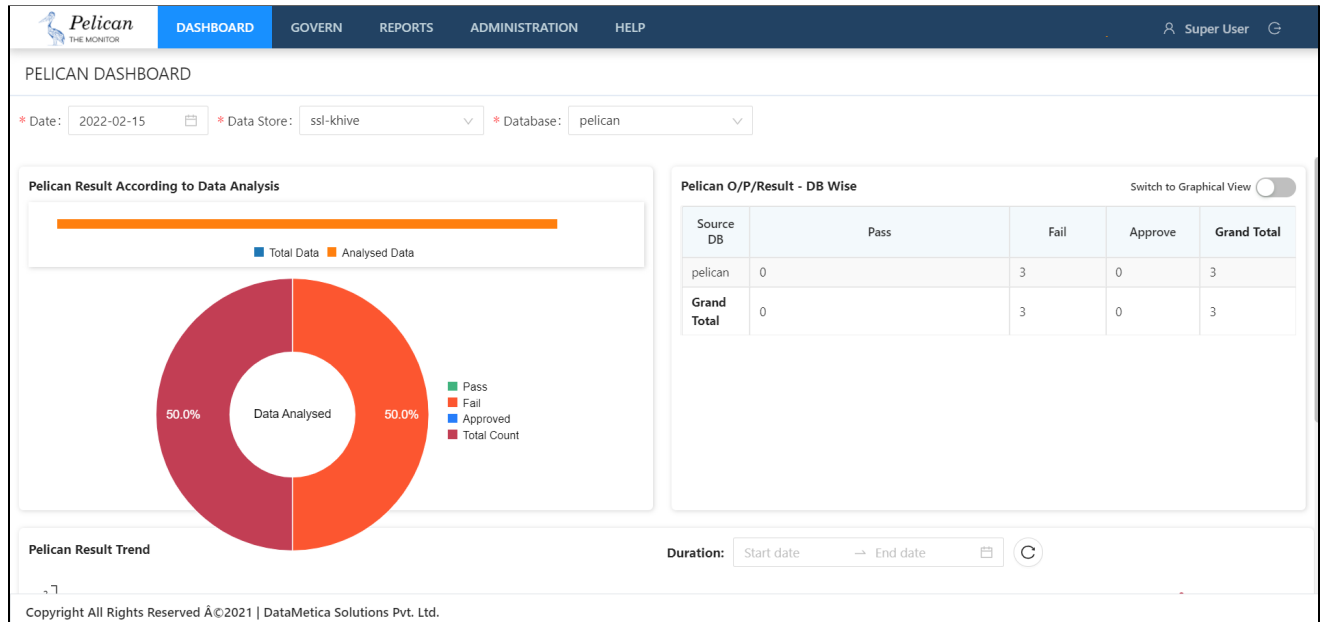 Pelican
THE MONITOR
DASHBOARD GOVERN REPORTS ADMINISTRATION HELP Super User
PELICAN DASHBOARD
* Date: 2022-02-15 * Data Store: ssl-khive * Database: pelican
Pelican Result According to Data Analysis
Total Data Analysed Data
50.0% Data Analysed 50.0%
Pass
Fail
Approved
Total Count
Pelican O/P/Result - DB Wise Switch to Graphical View
Source DB Pass Fail Approve Grand Total
pelican 0 3 0 3
Grand Total 0 3 0 3
Pelican Result Trend Duration: Start date → End date
Copyright All Rights Reserved Â©2021 | DataMetica Solutions Pvt. Ltd.